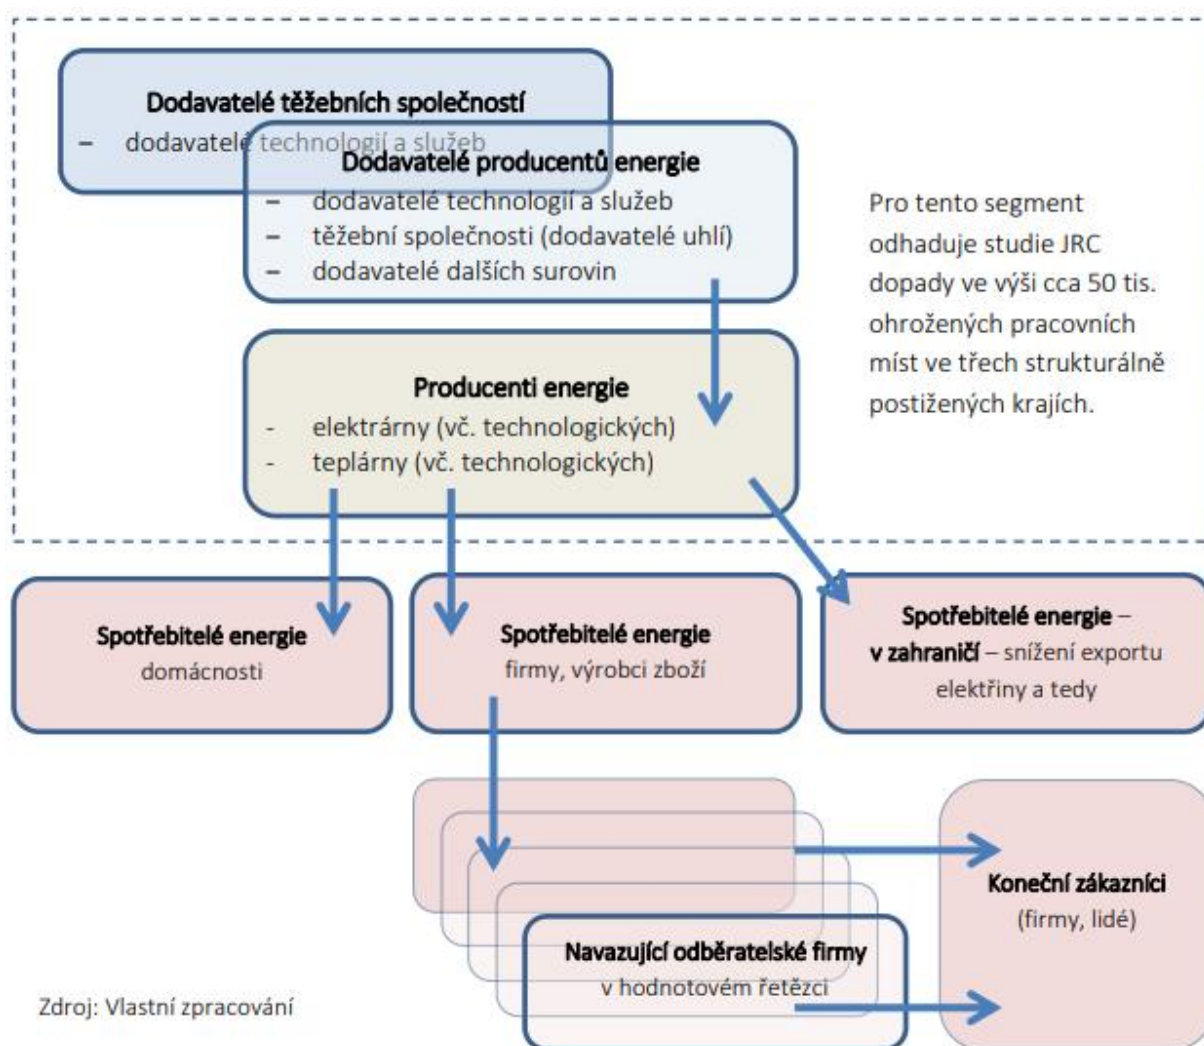 Dodavatelé těžebních společností
– dodavatelé technologií a služeb
Dodavatelé producentů energie
– dodavatelé technologií a služeb
– těžební společnosti (dodavatelé uhlí)
– dodavatelé dalších surovin
Pro tento segment
odhaduje studie JRC
dopady ve výši cca 50 tis.
ohrožených pracovních
míst ve třech strukturálně
postižených krajích.
Producenti energie
- elektrárny (vč. technologických)
- teplárny (vč. technologických)
Spotřebitelé energie
domácnosti
Spotřebitelé energie
firmy, výrobci zboží
Spotřebitelé energie –
v zahraničí – snížení exportu
elektřiny a tedy
Navazující odběratelské firmy
v hodnotovém řetězci
Koneční zákazníci
(firmy, lidé)
Zdroj: Vlastní zpracování